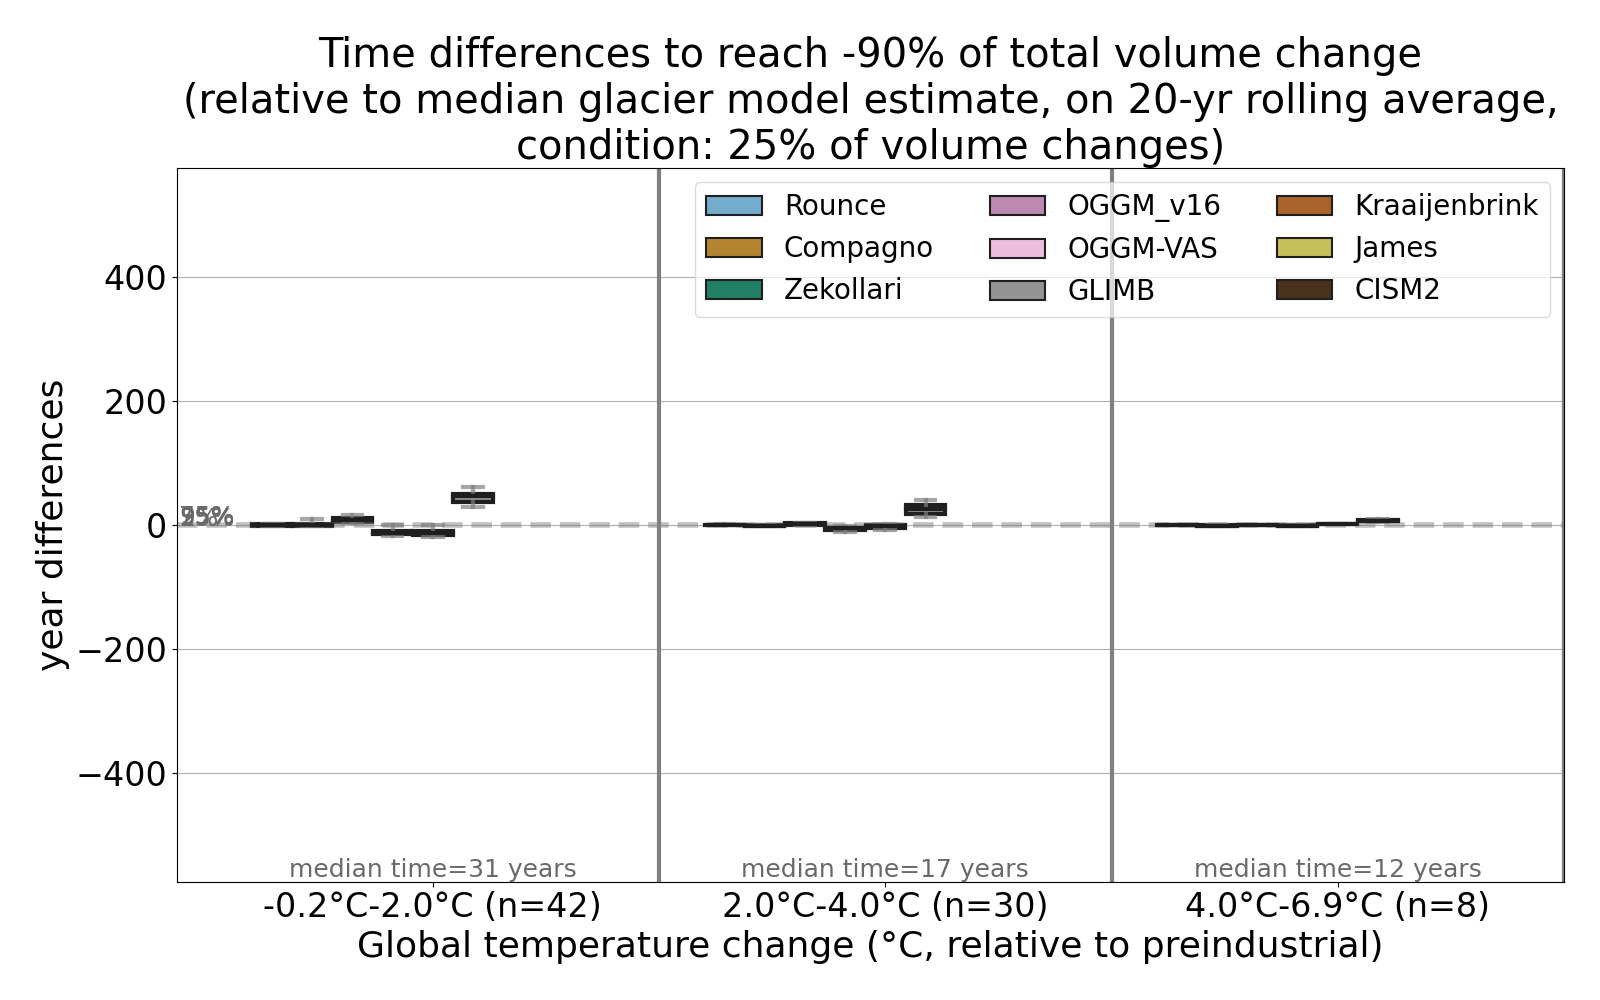 Time differences to reach -90% of total volume change
(relative to median glacier model estimate, on 20-yr rolling average,
condition: 25% of volume changes)
Rounce
OGGM_v16
Kraaijenbrink
Compagno
OGGM-VAS
James
Zekollari
GLIMB
CISM2
year differences
400
200
0
−200
−400
median time=31 years
median time=17 years
median time=12 years
-0.2°C-2.0°C (n=42)
2.0°C-4.0°C (n=30)
4.0°C-6.9°C (n=8)
Global temperature change (°C, relative to preindustrial)